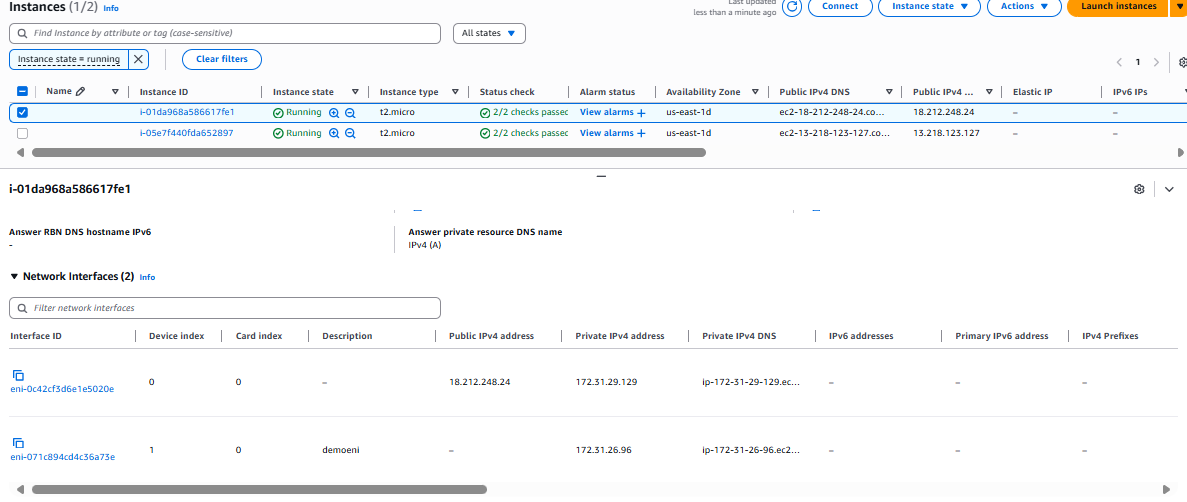 Instances (1/2) Info
Last updated
less than a minute ago
Connect
Instance state
Actions
Launch instances
Find Instance by attribute or tag (case-sensitive)
All states
Instance state = running
Clear filters
1
Name Instance ID Instance state Instance type Status check Alarm status Availability Zone Public IPv4 DNS Public IPv4 ... Elastic IP IPv6 IPs
i-01da968a586617fe1 Running t2.micro 2/2 checks passed View alarms + us-east-1d ec2-18-212-248-24.co... 18.212.248.24 – –
i-05e7f440fda652897 Running t2.micro 2/2 checks passed View alarms + us-east-1d ec2-13-218-123-127.co... 13.218.123.127 – –
i-01da968a586617fe1
Answer RBN DNS hostname IPv6
-
Answer private resource DNS name
IPv4 (A)
Network Interfaces (2) Info
Filter network interfaces
Interface ID Device index Card index Description Public IPv4 address Private IPv4 address Private IPv4 DNS IPv6 addresses Primary IPv6 address IPv4 Prefixes
eni-0c42cf3d6e1e5020e 0 0 – 18.212.248.24 172.31.29.129 ip-172-31-29-129.ec... – – –
eni-071c894cd4c36a73e 1 0 demoeni – 172.31.26.96 ip-172-31-26-96.ec2... – – –